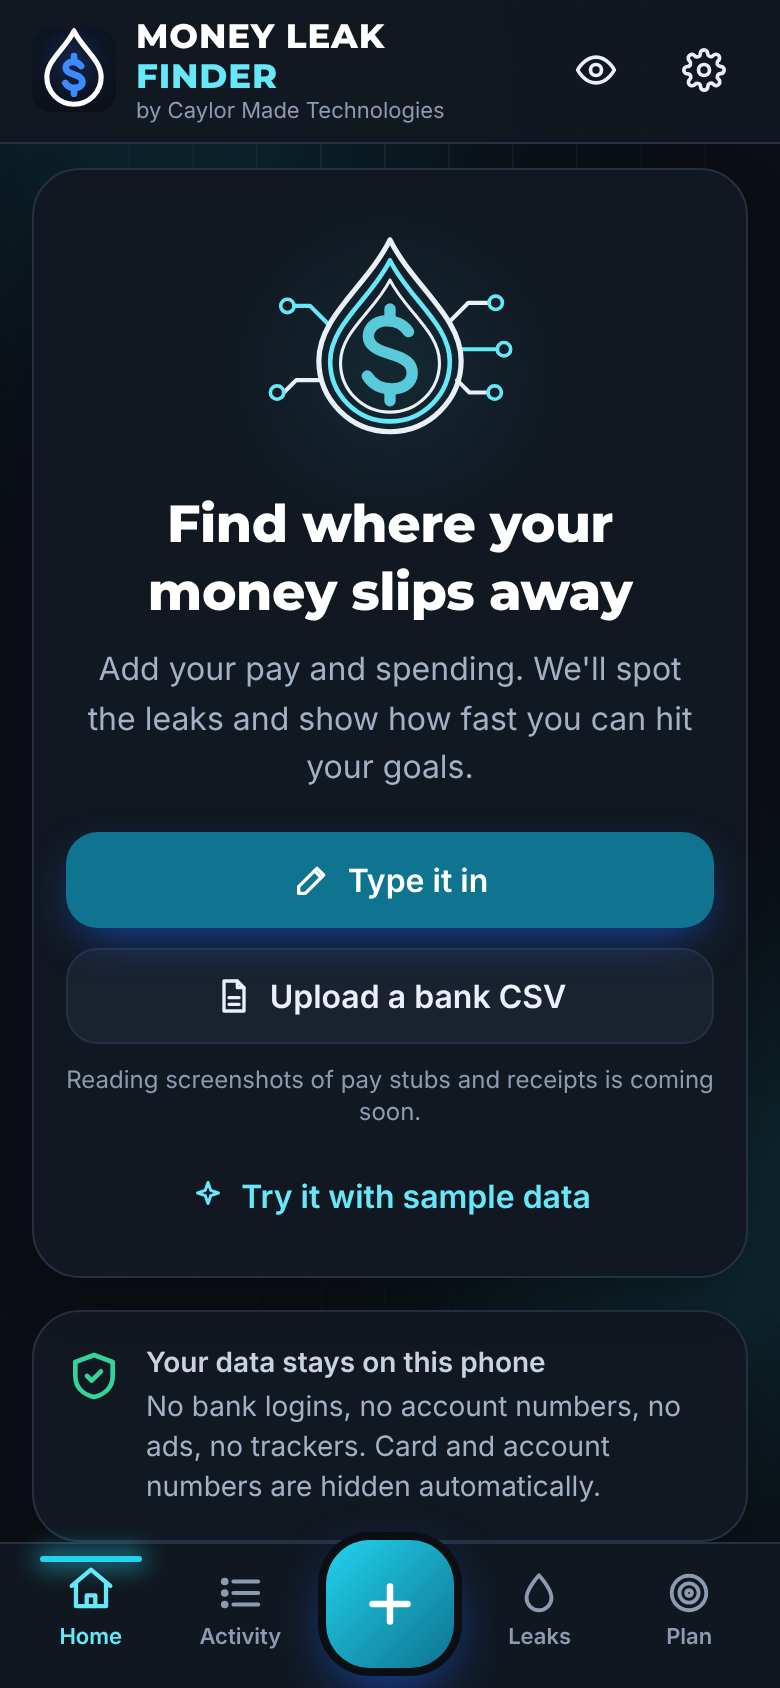 MONEY LEAK
FINDER
by Caylor Made Technologies
$
$
Find where your
money slips away
Add your pay and spending. We'll spot
the leaks and show how fast you can hit
your goals.
Type it in
Upload a bank CSV
Reading screenshots of pay stubs and receipts is coming
soon.
Try it with sample data
Your data stays on this phone
No bank logins, no account numbers, no
ads, no trackers. Card and account
numbers are hidden automatically.
+
Home
Activity
Leaks
Plan